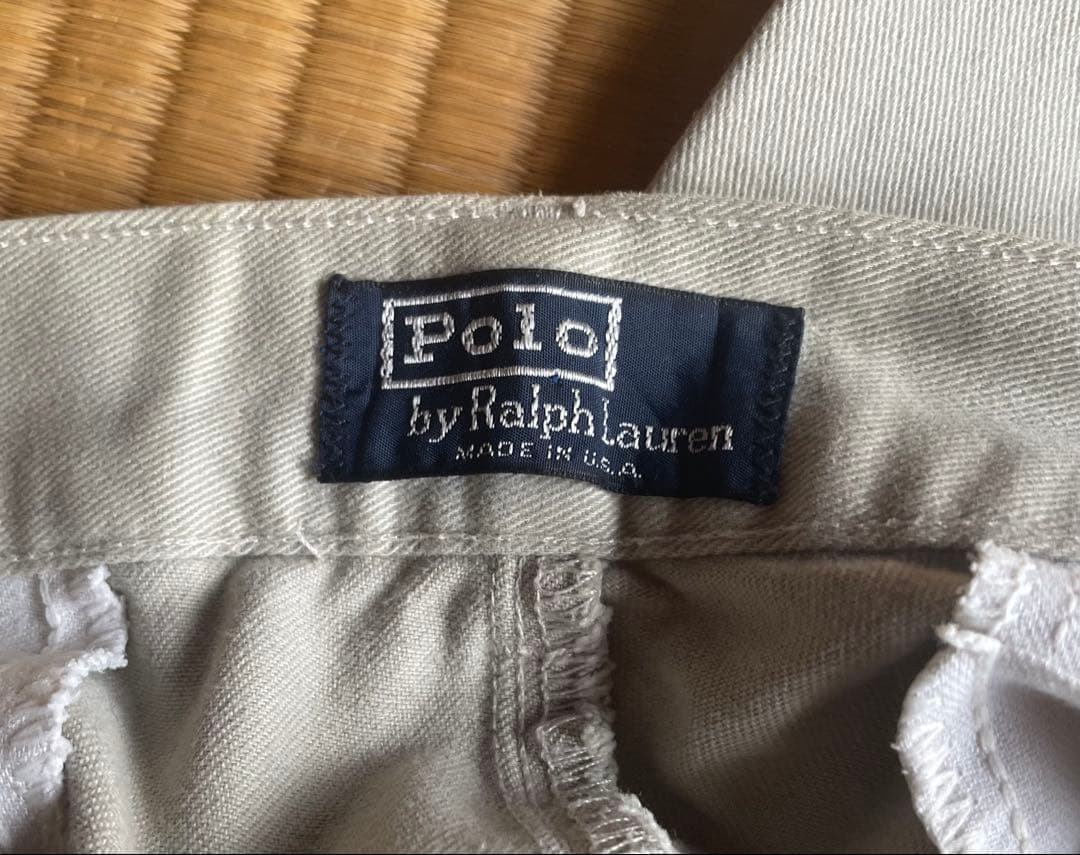 Polo
by Ralph Lauren
MADE IN U.S.A.